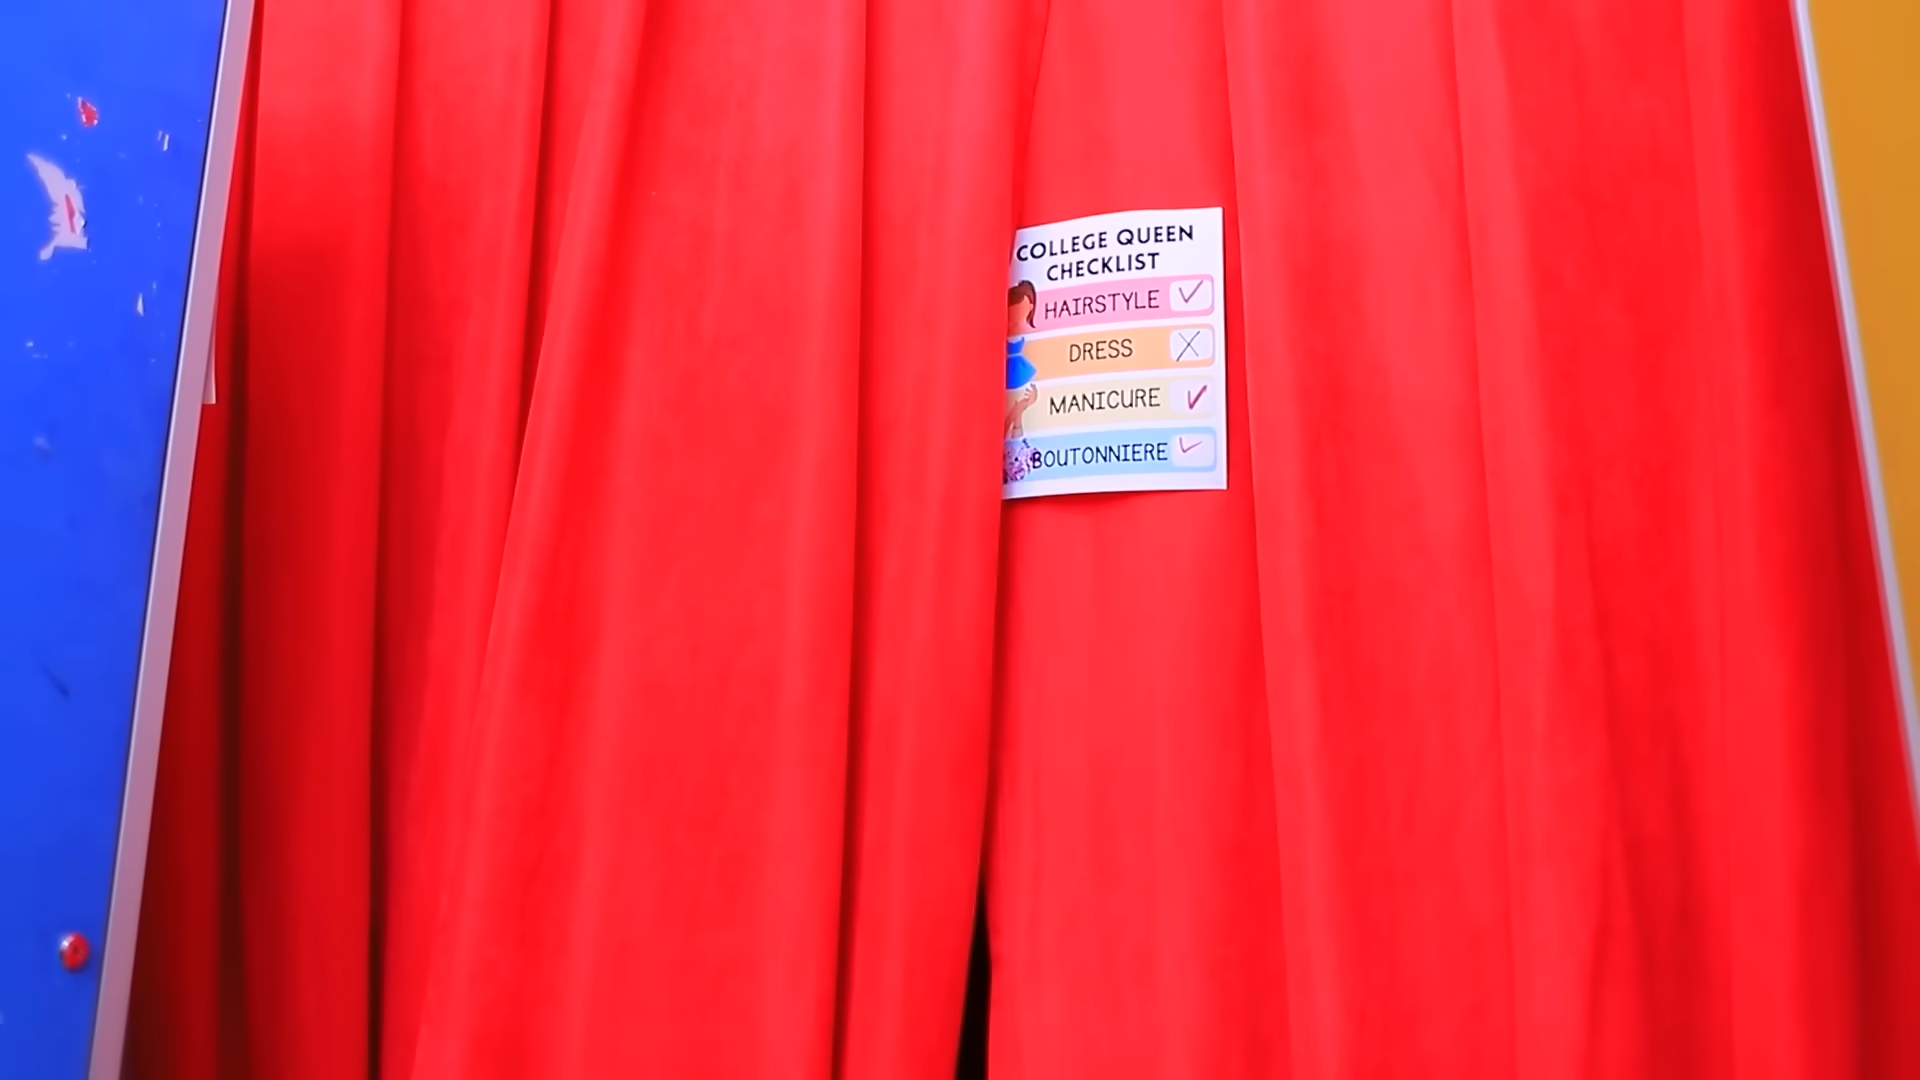 COLLEGE QUEEN
CHECKLIST
HAIRSTYLE
DRESS
MANICURE
BOUTONNIERE